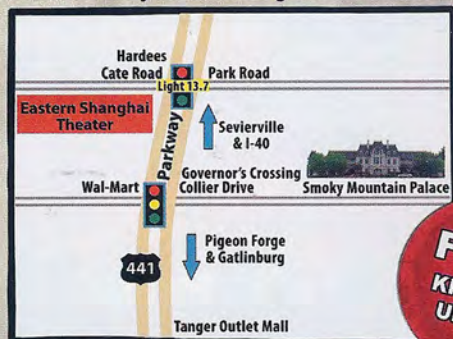 Hardees
Cate Road
Park Road
Light 13.7
Eastern Shanghai
Theater
Parkway
Sevierville
& I-40
Wal-Mart
Governor's Crossing
Collier Drive
Smoky Mountain Palace
441
Pigeon Forge
& Gatlinburg
Tanger Outlet Mall